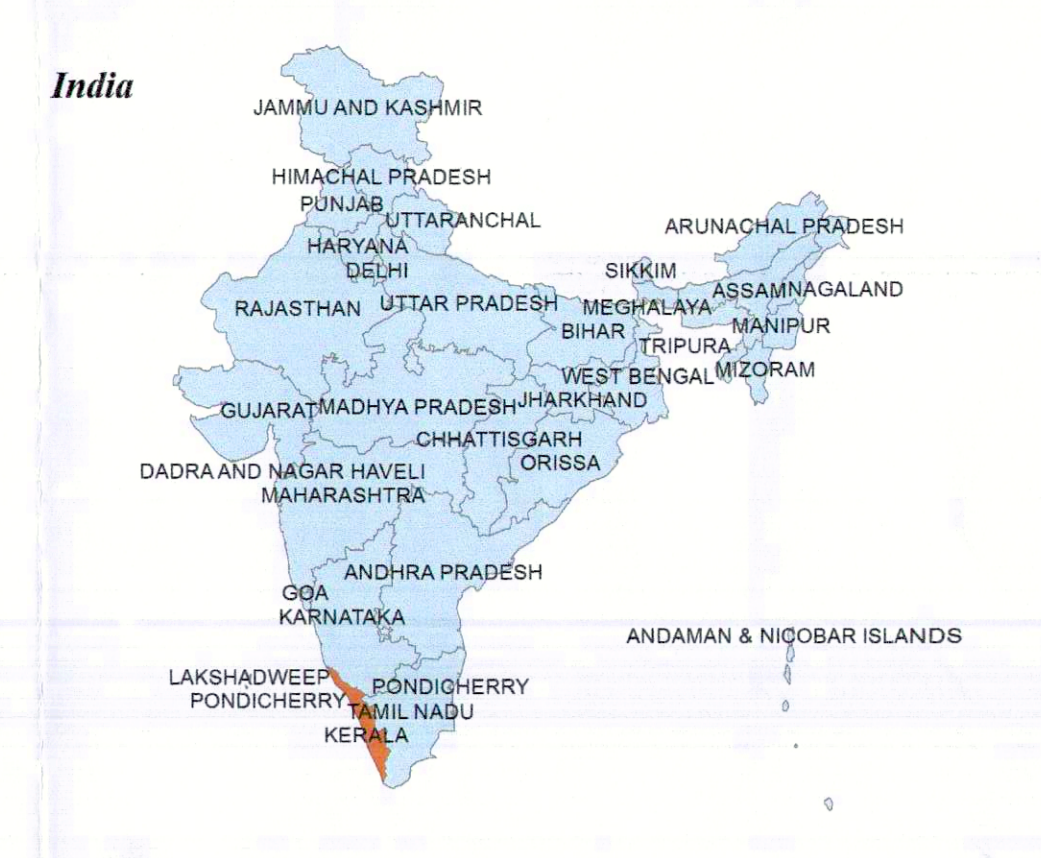 India
JAMMU AND KASHMIR
HIMACHAL PRADESH
PUNJAB
UTTARANCHAL
ARUNACHAL PRADESH
HARYANA
DELHI
SIKKIM
ASSAM
NAGALAND
RAJASTHAN
UTTAR PRADESH
MEGHALAYA
BIHAR
MANIPUR
TRIPURA
WEST BENGAL
MIZORAM
GUJARAT
MADHYA PRADESH
JHARKHAND
CHHATTISGARH
ORISSA
DADRA AND NAGAR HAVELI
MAHARASHTRA
ANDHRA PRADESH
GOA
KARNATAKA
ANDAMAN & NICOBAR ISLANDS
LAKSHADWEEP
PONDICHERRY
PONDICHERRY
TAMIL NADU
KERALA